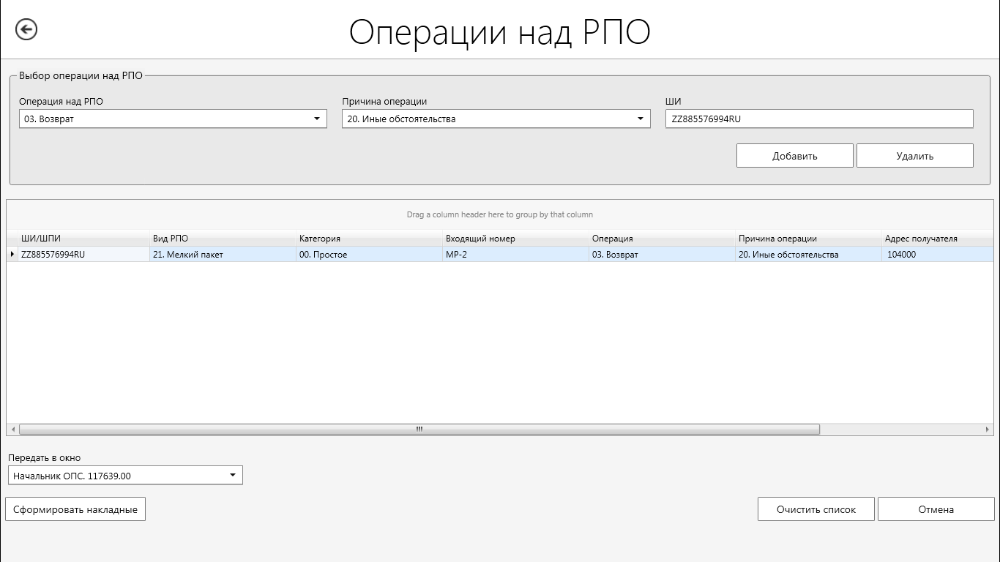 Операции над РПО
Выбор операции над РПО
Операция над РПО Причина операции ШИ
03. Возврат 20. Иные обстоятельства ZZ885576994RU
Добавить Удалить
Drag a column header here to group by that column
ШИ/ШПИ Вид РПО Категория Входящий номер Операция Причина операции Адрес получателя
ZZ885576994RU 21. Мелкий пакет 00. Простое МР-2 03. Возврат 20. Иные обстоятельства 104000
Передать в окно
Начальник ОПС. 117639.00
Сформировать накладные Очистить список Отмена